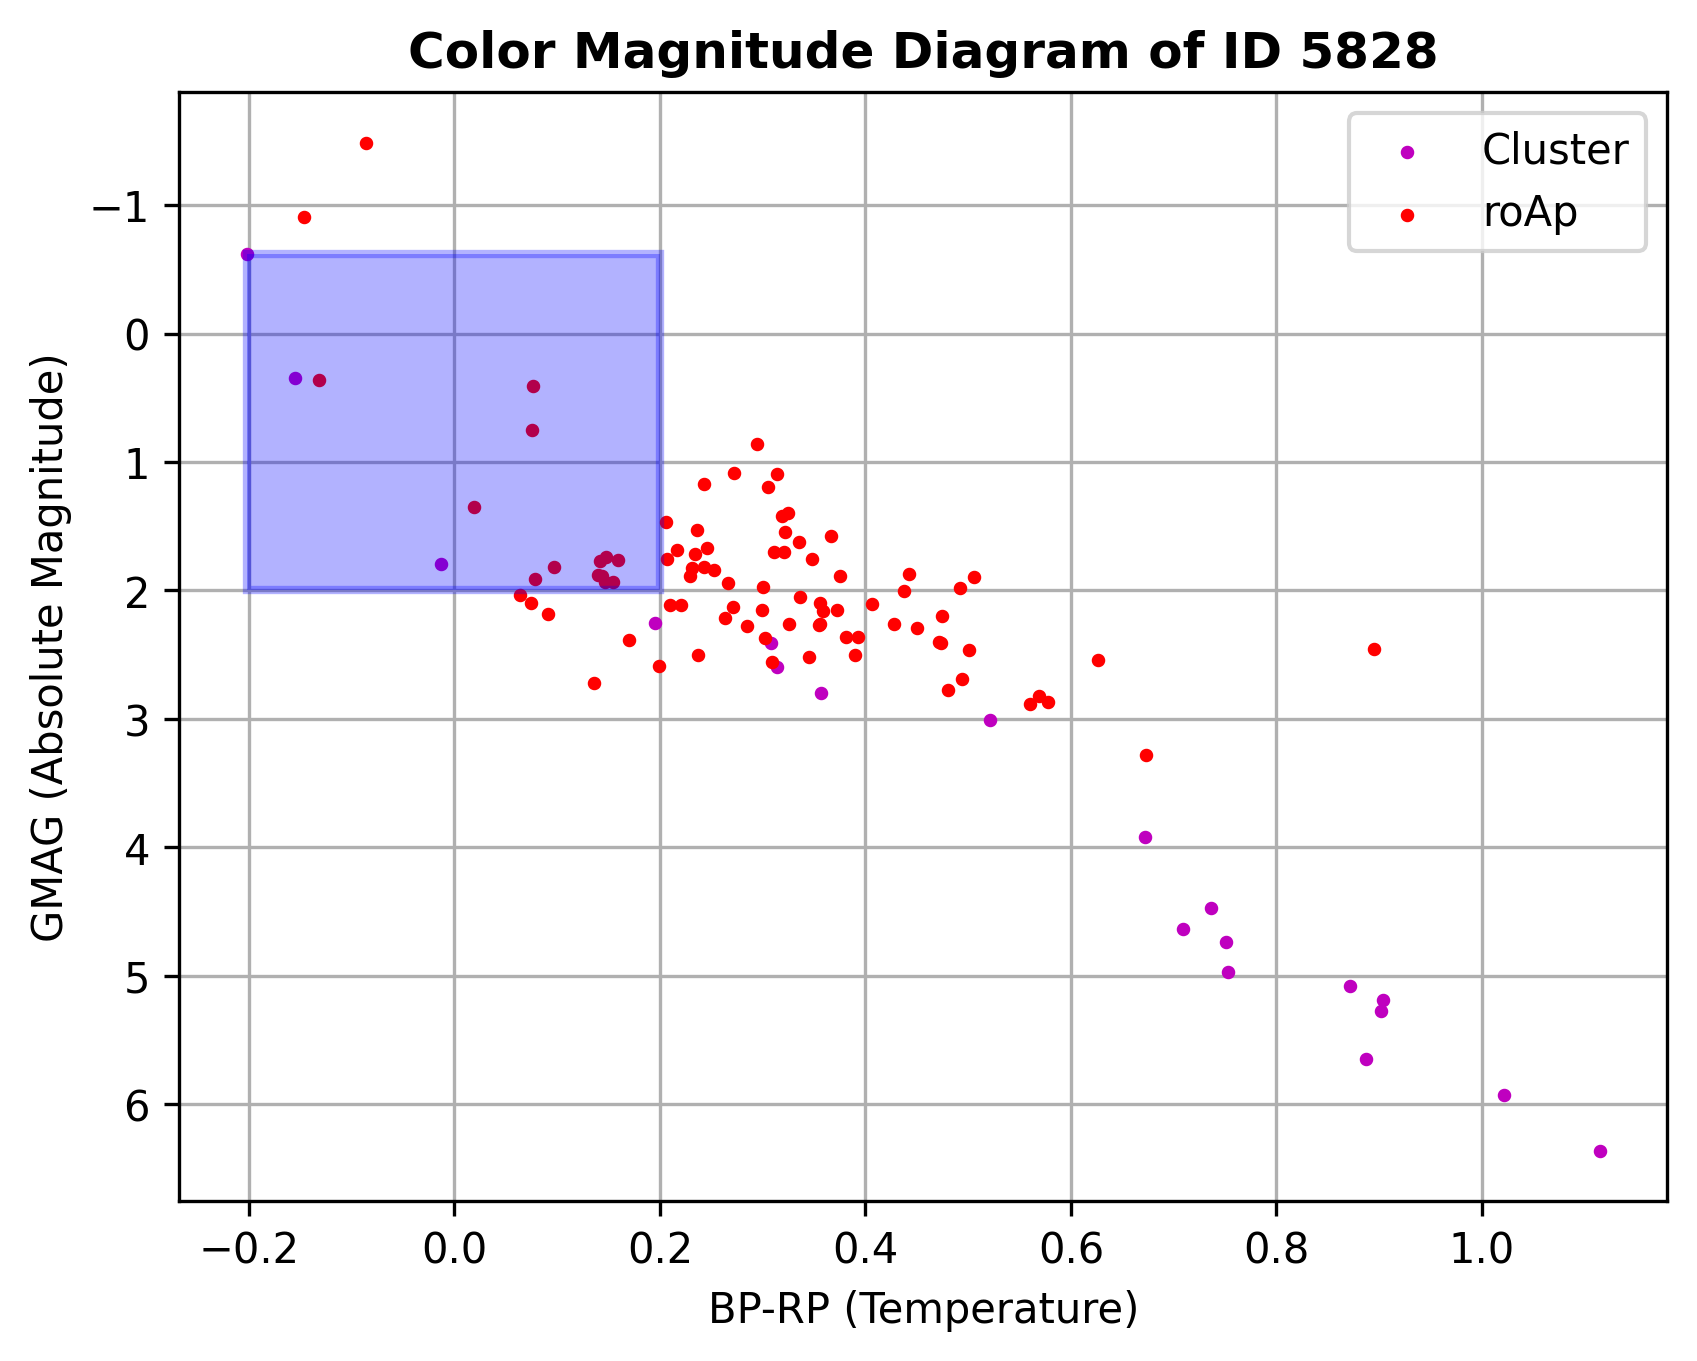 Color Magnitude Diagram of ID 5828
Cluster
roAp
−1
0
1
2
3
4
5
6
GMAG (Absolute Magnitude)
−0.2 0.0 0.2 0.4 0.6 0.8 1.0
BP-RP (Temperature)